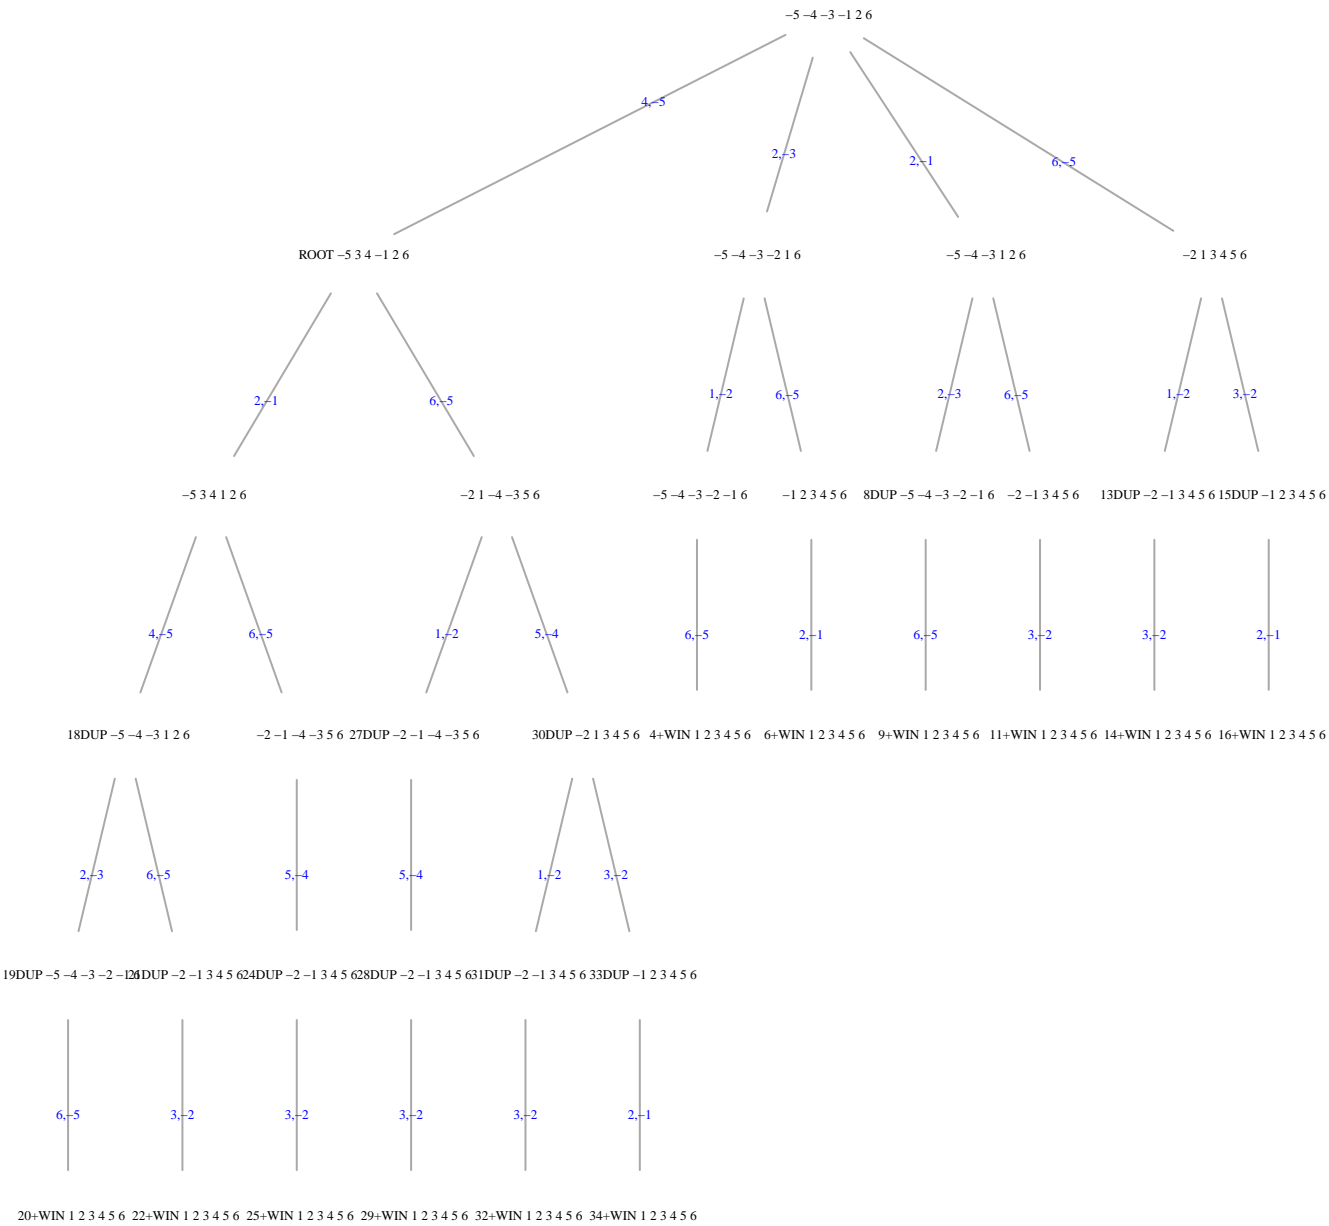 −5 −4 −3 −1 2 6
4,−5
2,−3
2,−1
6,−5
ROOT −5 3 4 −1 2 6
−5 −4 −3 −2 1 6
−5 −4 −3 1 2 6
−2 1 3 4 5 6
2,−1
6,−5
1,−2
6,−5
2,−3
6,−5
1,−2
3,−2
−5 3 4 1 2 6
−2 1 −4 −3 5 6
−5 −4 −3 −2 −1 6
−1 2 3 4 5 6
8DUP −5 −4 −3 −2 −1 6
−2 −1 3 4 5 6
13DUP −2 −1 3 4 5 6
15DUP −1 2 3 4 5 6
4,−5
6,−5
1,−2
5,−4
6,−5
2,−1
6,−5
3,−2
3,−2
2,−1
18DUP −5 −4 −3 1 2 6
−2 −1 −4 −3 5 6
27DUP −2 −1 −4 −3 5 6
30DUP −2 1 3 4 5 6
4+WIN 1 2 3 4 5 6
6+WIN 1 2 3 4 5 6
9+WIN 1 2 3 4 5 6
11+WIN 1 2 3 4 5 6
14+WIN 1 2 3 4 5 6
16+WIN 1 2 3 4 5 6
2,−3
6,−5
5,−4
5,−4
1,−2
3,−2
19DUP −5 −4 −3 −2 −1 6
21DUP −2 −1 3 4 5 6
24DUP −2 −1 3 4 5 6
28DUP −2 −1 3 4 5 6
31DUP −2 −1 3 4 5 6
33DUP −1 2 3 4 5 6
6,−5
3,−2
3,−2
3,−2
3,−2
2,−1
20+WIN 1 2 3 4 5 6
22+WIN 1 2 3 4 5 6
25+WIN 1 2 3 4 5 6
29+WIN 1 2 3 4 5 6
32+WIN 1 2 3 4 5 6
34+WIN 1 2 3 4 5 6